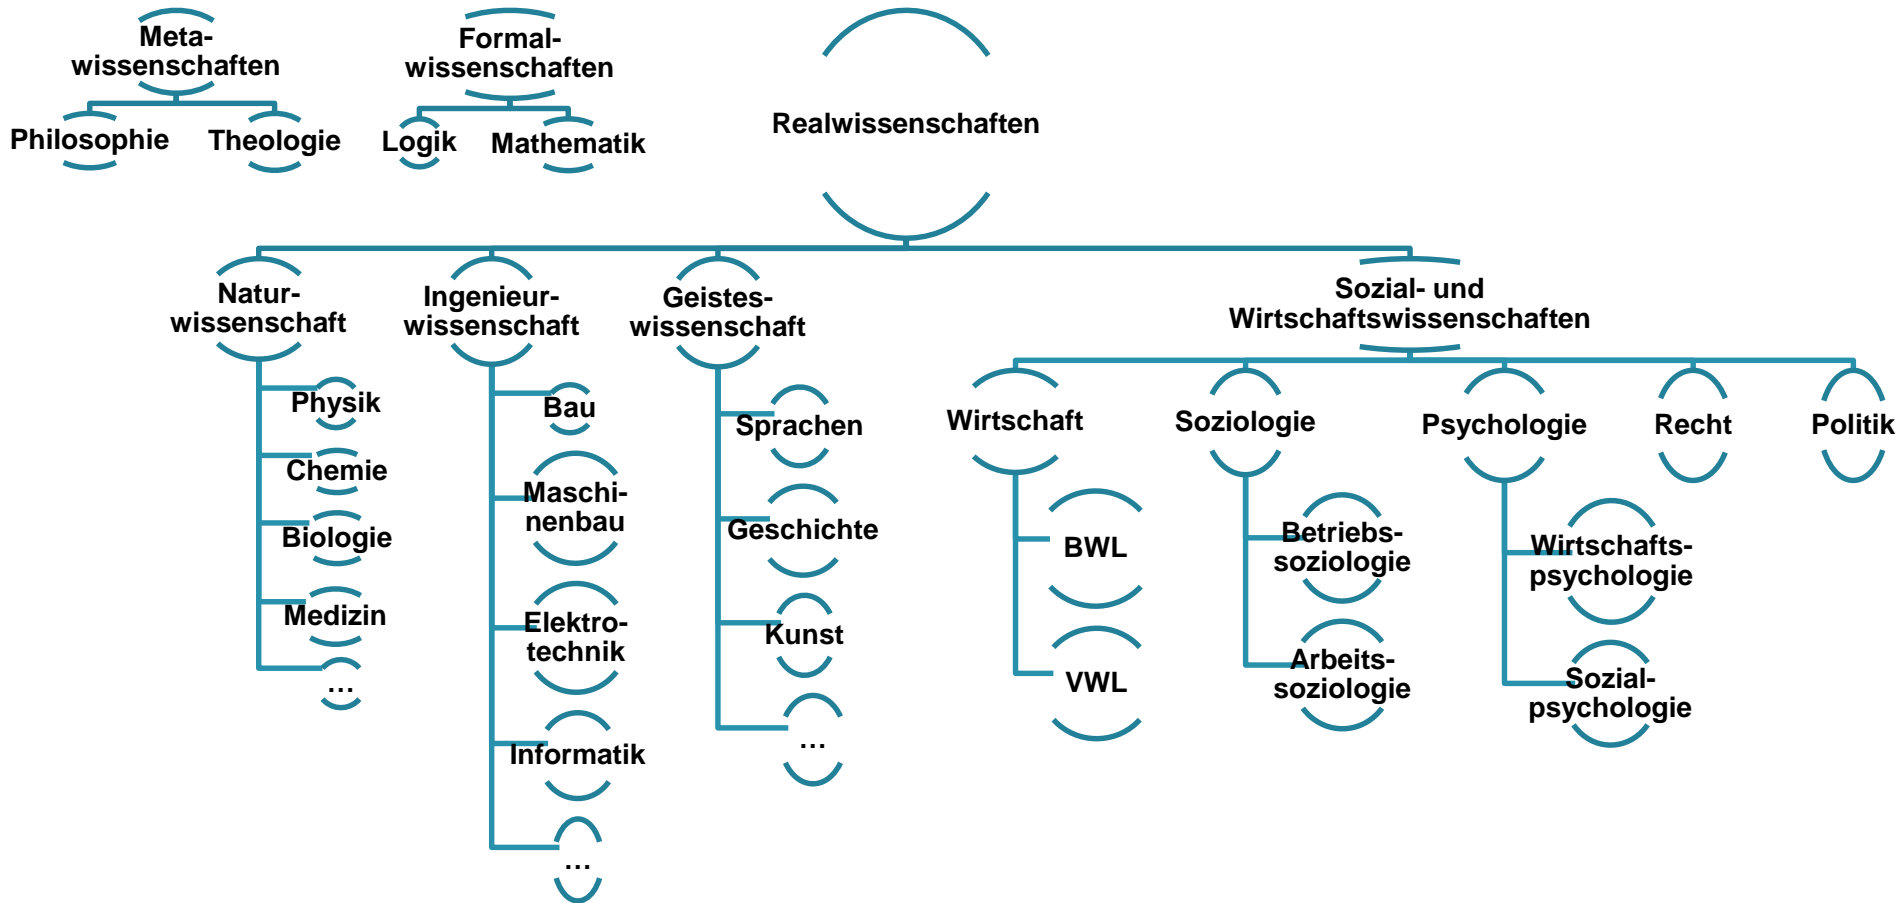 Meta-
wissenschaften
Philosophie
Theologie
Formal-
wissenschaften
Logik
Mathematik
Realwissenschaften
Natur-
wissenschaft
Physik
Chemie
Biologie
Medizin
...
Ingenieur-
wissenschaft
Bau
Maschi-
nenbau
Elektro-
technik
Informatik
...
Geistes-
wissenschaft
Sprachen
Geschichte
Kunst
...
Sozial- und
Wirtschaftswissenschaften
Wirtschaft
BWL
VWL
Soziologie
Betriebs-
soziologie
Arbeits-
soziologie
Psychologie
Wirtschafts-
psychologie
Sozial-
psychologie
Recht
Politik